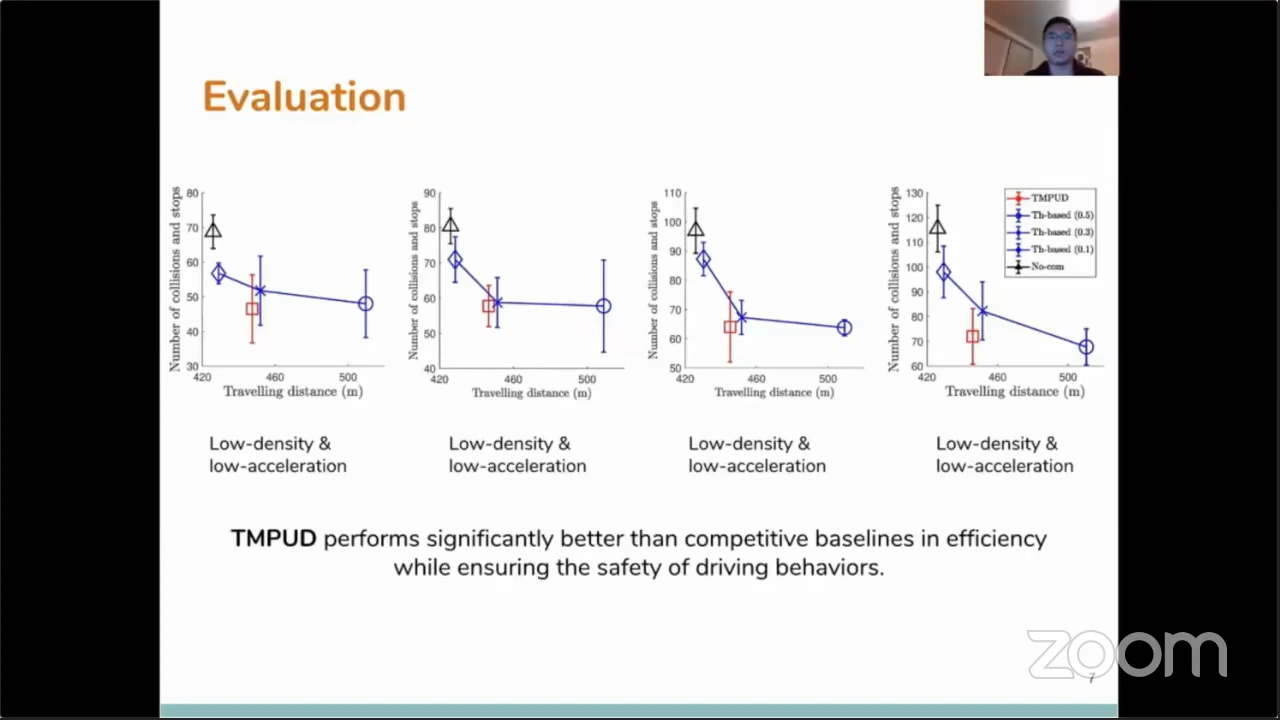 Evaluation
Number of collisions and stops
80
70
60
50
40
30
420
460
500
Travelling distance (m)
Number of collisions and stops
90
80
70
60
50
40
420
460
500
Travelling distance (m)
Number of collisions and stops
110
100
90
80
70
60
50
420
460
500
Travelling distance (m)
Number of collisions and stops
130
120
110
100
90
80
70
60
420
460
500
Travelling distance (m)
TMPUD
Th-based (0.5)
Th-based (0.3)
Th-based (0.1)
No-com
Low-density &
low-acceleration
Low-density &
low-acceleration
Low-density &
low-acceleration
Low-density &
low-acceleration
TMPUD performs significantly better than competitive baselines in efficiency
while ensuring the safety of driving behaviors.
zoom
7